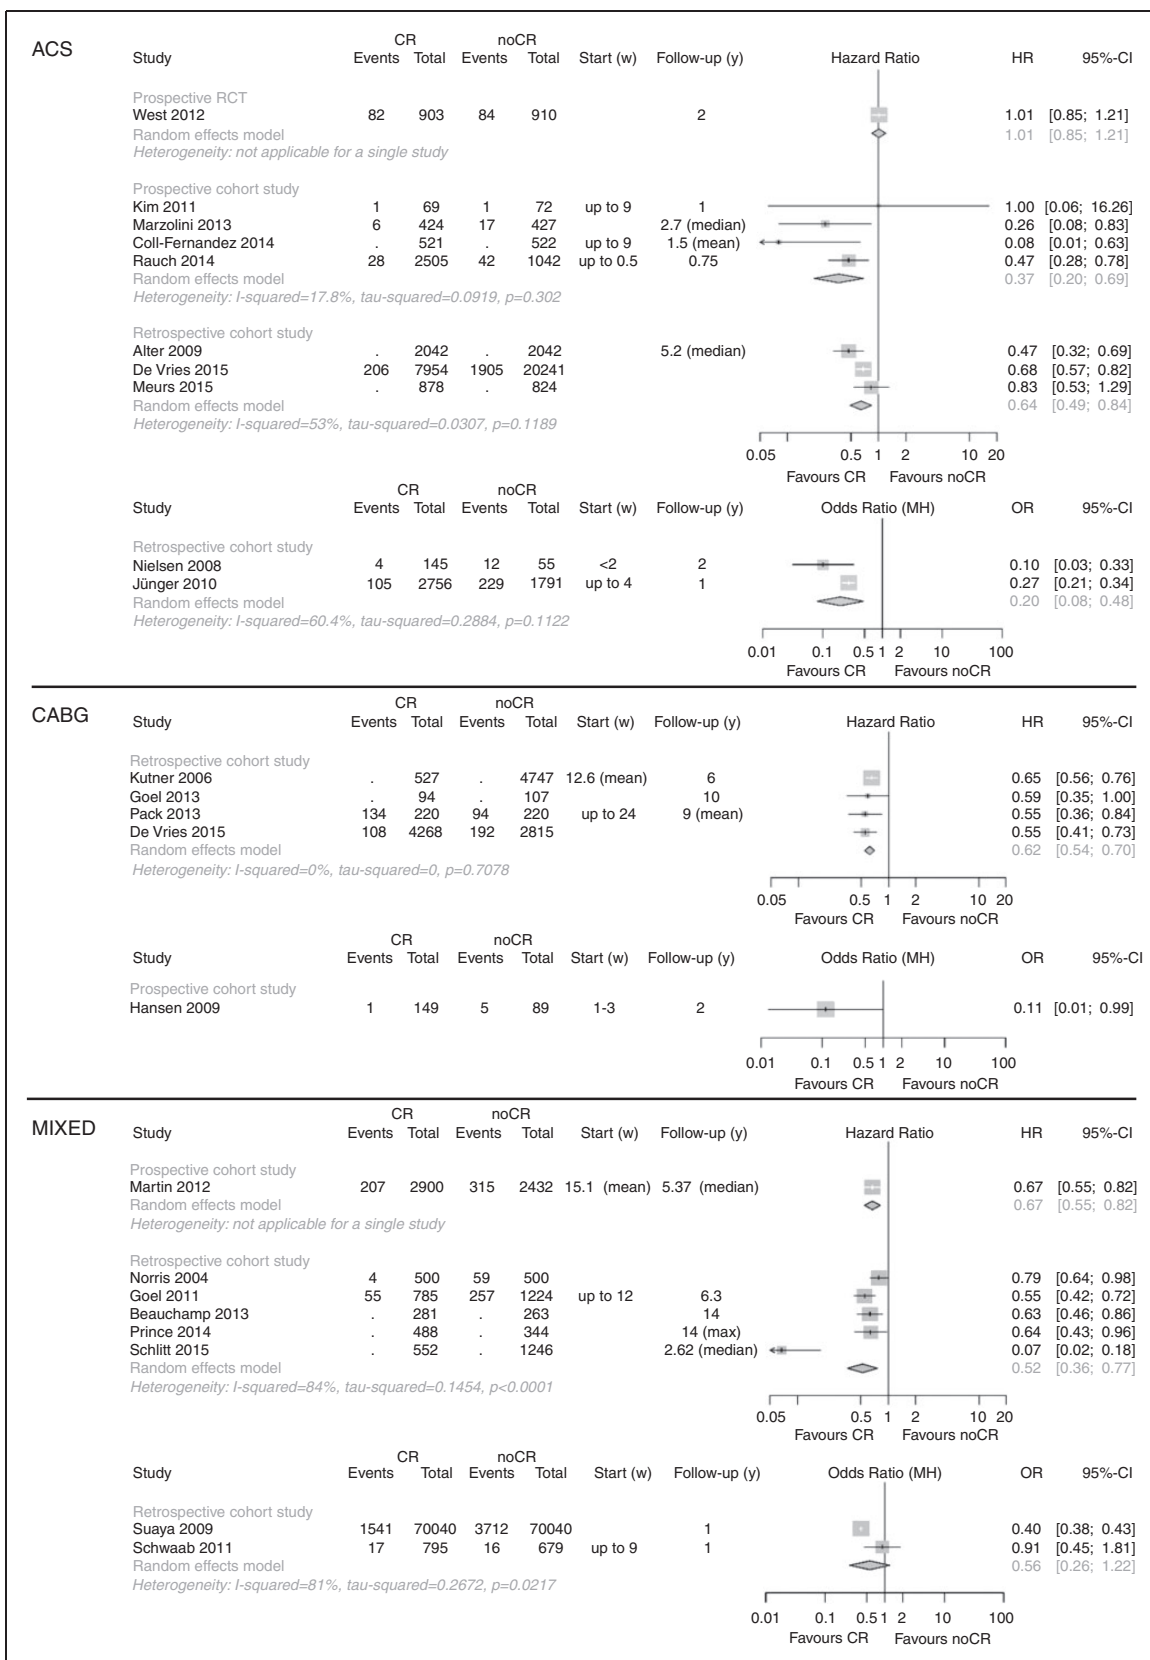 ACS
CR noCR
Study Events Total Events Total Start (w) Follow-up (y) Hazard Ratio HR 95%-CI
Prospective RCT
West 2012 82 903 84 910 2 1.01 [0.85; 1.21]
Random effects model 1.01 [0.85; 1.21]
Heterogeneity: not applicable for a single study
Prospective cohort study
Kim 2011 1 69 1 72 up to 9 1 1.00 [0.06; 16.26]
Marzolini 2013 6 424 17 427 2.7 (median) 0.26 [0.08; 0.83]
Coll-Fernandez 2014 . 521 . 522 up to 9 1.5 (mean) 0.08 [0.01; 0.63]
Rauch 2014 28 2505 42 1042 up to 0.5 0.75 0.47 [0.28; 0.78]
Random effects model 0.37 [0.20; 0.69]
Heterogeneity: I-squared=17.8%, tau-squared=0.0919, p=0.302
Retrospective cohort study
Alter 2009 . 2042 . 2042 5.2 (median) 0.47 [0.32; 0.69]
De Vries 2015 206 7954 1905 20241 0.68 [0.57; 0.82]
Meurs 2015 . 878 . 824 0.83 [0.53; 1.29]
Random effects model 0.64 [0.49; 0.84]
Heterogeneity: I-squared=53%, tau-squared=0.0307, p=0.1189
0.05 0.5 1 2 10 20
Favours CR Favours noCR
CR noCR
Study Events Total Events Total Start (w) Follow-up (y) Odds Ratio (MH) OR 95%-CI
Retrospective cohort study
Nielsen 2008 4 145 12 55 <2 2 0.10 [0.03; 0.33]
Jünger 2010 105 2756 229 1791 up to 4 1 0.27 [0.21; 0.34]
Random effects model 0.20 [0.08; 0.48]
Heterogeneity: I-squared=60.4%, tau-squared=0.2884, p=0.1122
0.01 0.1 0.5 1 2 10 100
Favours CR Favours noCR
CABG
CR noCR
Study Events Total Events Total Start (w) Follow-up (y) Hazard Ratio HR 95%-CI
Retrospective cohort study
Kutner 2006 . 527 . 4747 12.6 (mean) 6 0.65 [0.56; 0.76]
Goel 2013 . 94 . 107 10 0.59 [0.35; 1.00]
Pack 2013 134 220 94 220 up to 24 9 (mean) 0.55 [0.36; 0.84]
De Vries 2015 108 4268 192 2815 0.55 [0.41; 0.73]
Random effects model 0.62 [0.54; 0.70]
Heterogeneity: I-squared=0%, tau-squared=0, p=0.7078
0.05 0.5 1 2 10 20
Favours CR Favours noCR
CR noCR
Study Events Total Events Total Start (w) Follow-up (y) Odds Ratio (MH) OR 95%-CI
Prospective cohort study
Hansen 2009 1 149 5 89 1-3 2 0.11 [0.01; 0.99]
0.01 0.1 0.5 1 2 10 100
Favours CR Favours noCR
MIXED
CR noCR
Study Events Total Events Total Start (w) Follow-up (y) Hazard Ratio HR 95%-CI
Prospective cohort study
Martin 2012 207 2900 315 2432 15.1 (mean) 5.37 (median) 0.67 [0.55; 0.82]
Random effects model 0.67 [0.55; 0.82]
Heterogeneity: not applicable for a single study
Retrospective cohort study
Norris 2004 4 500 59 500 0.79 [0.64; 0.98]
Goel 2011 55 785 257 1224 up to 12 6.3 0.55 [0.42; 0.72]
Beauchamp 2013 . 281 . 263 14 0.63 [0.46; 0.86]
Prince 2014 . 488 . 344 14 (max) 0.64 [0.43; 0.96]
Schlitt 2015 . 552 . 1246 2.62 (median) 0.07 [0.02; 0.18]
Random effects model 0.52 [0.36; 0.77]
Heterogeneity: I-squared=84%, tau-squared=0.1454, p<0.0001
0.05 0.5 1 2 10 20
Favours CR Favours noCR
CR noCR
Study Events Total Events Total Start (w) Follow-up (y) Odds Ratio (MH) OR 95%-CI
Retrospective cohort study
Suaya 2009 1541 70040 3712 70040 1 0.40 [0.38; 0.43]
Schwaab 2011 17 795 16 679 up to 9 1 0.91 [0.45; 1.81]
Random effects model 0.56 [0.26; 1.22]
Heterogeneity: I-squared=81%, tau-squared=0.2672, p=0.0217
0.01 0.1 0.5 1 2 10 100
Favours CR Favours noCR